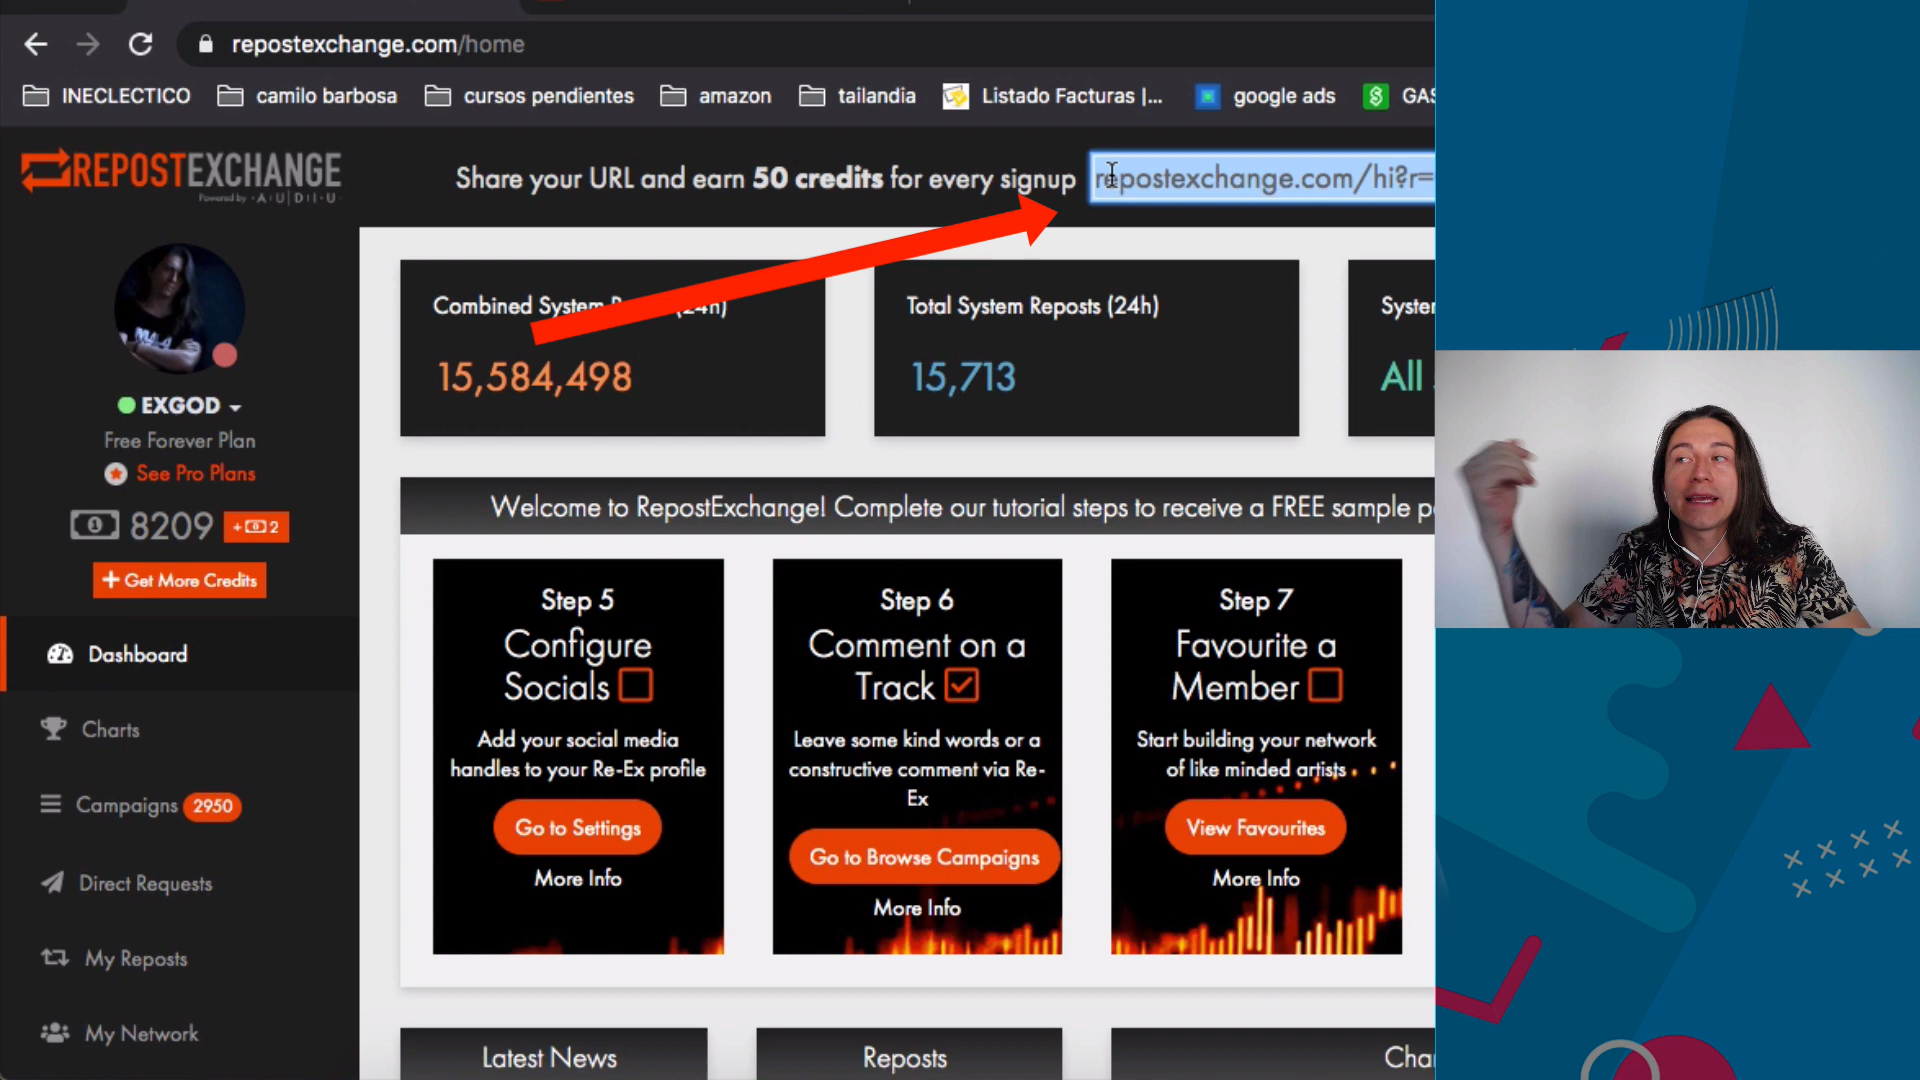 repostexchange.com/home
INECLECTICO
camilo barbosa
cursos pendientes
amazon
tailandia
Listado Facturas |...
google ads
REPOSTEXCHANGE
Powered by AUDIU
Share your URL and earn 50 credits for every signup
repostexchange.com/hi?r=
EXGOD
Free Forever Plan
See Pro Plans
8209
+ 2
+ Get More Credits
Dashboard
Charts
Campaigns 2950
Direct Requests
My Reposts
My Network
Combined System (24h)
15,584,498
Total System Reposts (24h)
15,713
All
Welcome to RepostExchange! Complete our tutorial steps to receive a FREE sample
Step 5
Configure
Socials
Add your social media
handles to your Re-Ex profile
Go to Settings
More Info
Step 6
Comment on a
Track
Leave some kind words or a
constructive comment via Re-
Ex
Go to Browse Campaigns
More Info
Step 7
Favourite a
Member
Start building your network
of like minded artists
View Favourites
More Info
Latest News
Reposts